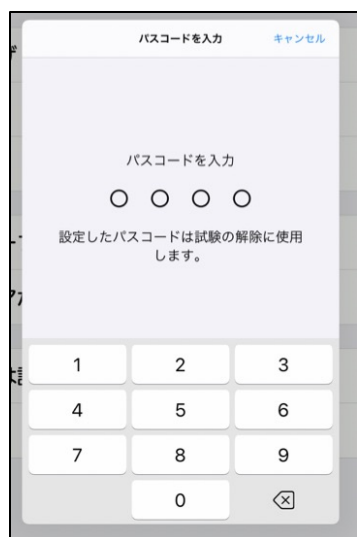 パスコードを入力 キャンセル
パスコードを入力
設定したパスコードは試験の解除に使用
します。
1 2 3
4 5 6
7 8 9
0